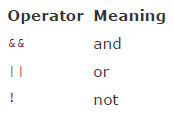 Operator Meaning
&& and
|| or
! not